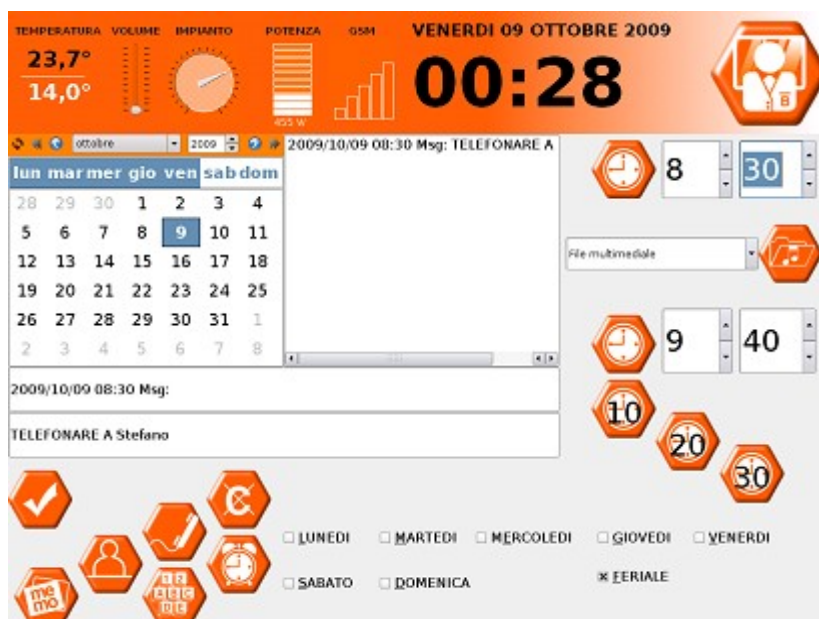 TEMPERATURA VOLUME IMPIANTO POTENZA GSM VENERDI 09 OTTOBRE 2009
23,7°
14,0°
00:28
455 W
B
ottobre 2009
lun mar mer gio ven sab dom
28 29 30 1 2 3 4
5 6 7 8 9 10 11
12 13 14 15 16 17 18
19 20 21 22 23 24 25
26 27 28 29 30 31 1
2 3 4 5 6 7 8
2009/10/09 08:30 Msg: TELEFONARE A
8 30
File multimediale
9 40
2009/10/09 08:30 Msg:
TELEFONARE A Stefano
10
20
30
C
memo
1 2
A B C
D E
LUNEDI MARTEDI MERCOLEDI GIOVEDI VENERDI
SABATO DOMENICA FERIALE